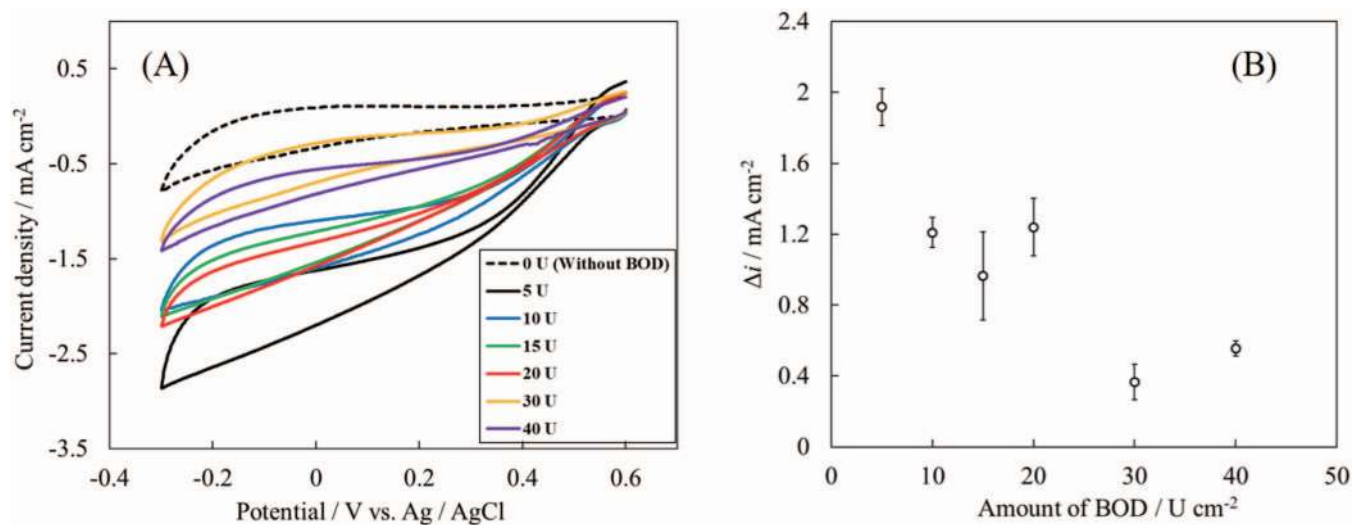 (A)
0.5
-0.5
-1.5
-2.5
-3.5
Current density / mA cm-2
-0.4
-0.2
0
0.2
0.4
0.6
Potential / V vs. Ag / AgCl
0 U (Without BOD)
5 U
10 U
15 U
20 U
30 U
40 U
(B)
2.4
2
1.6
1.2
0.8
0.4
0
Δi / mA cm-2
0
10
20
30
40
50
Amount of BOD / U cm-2